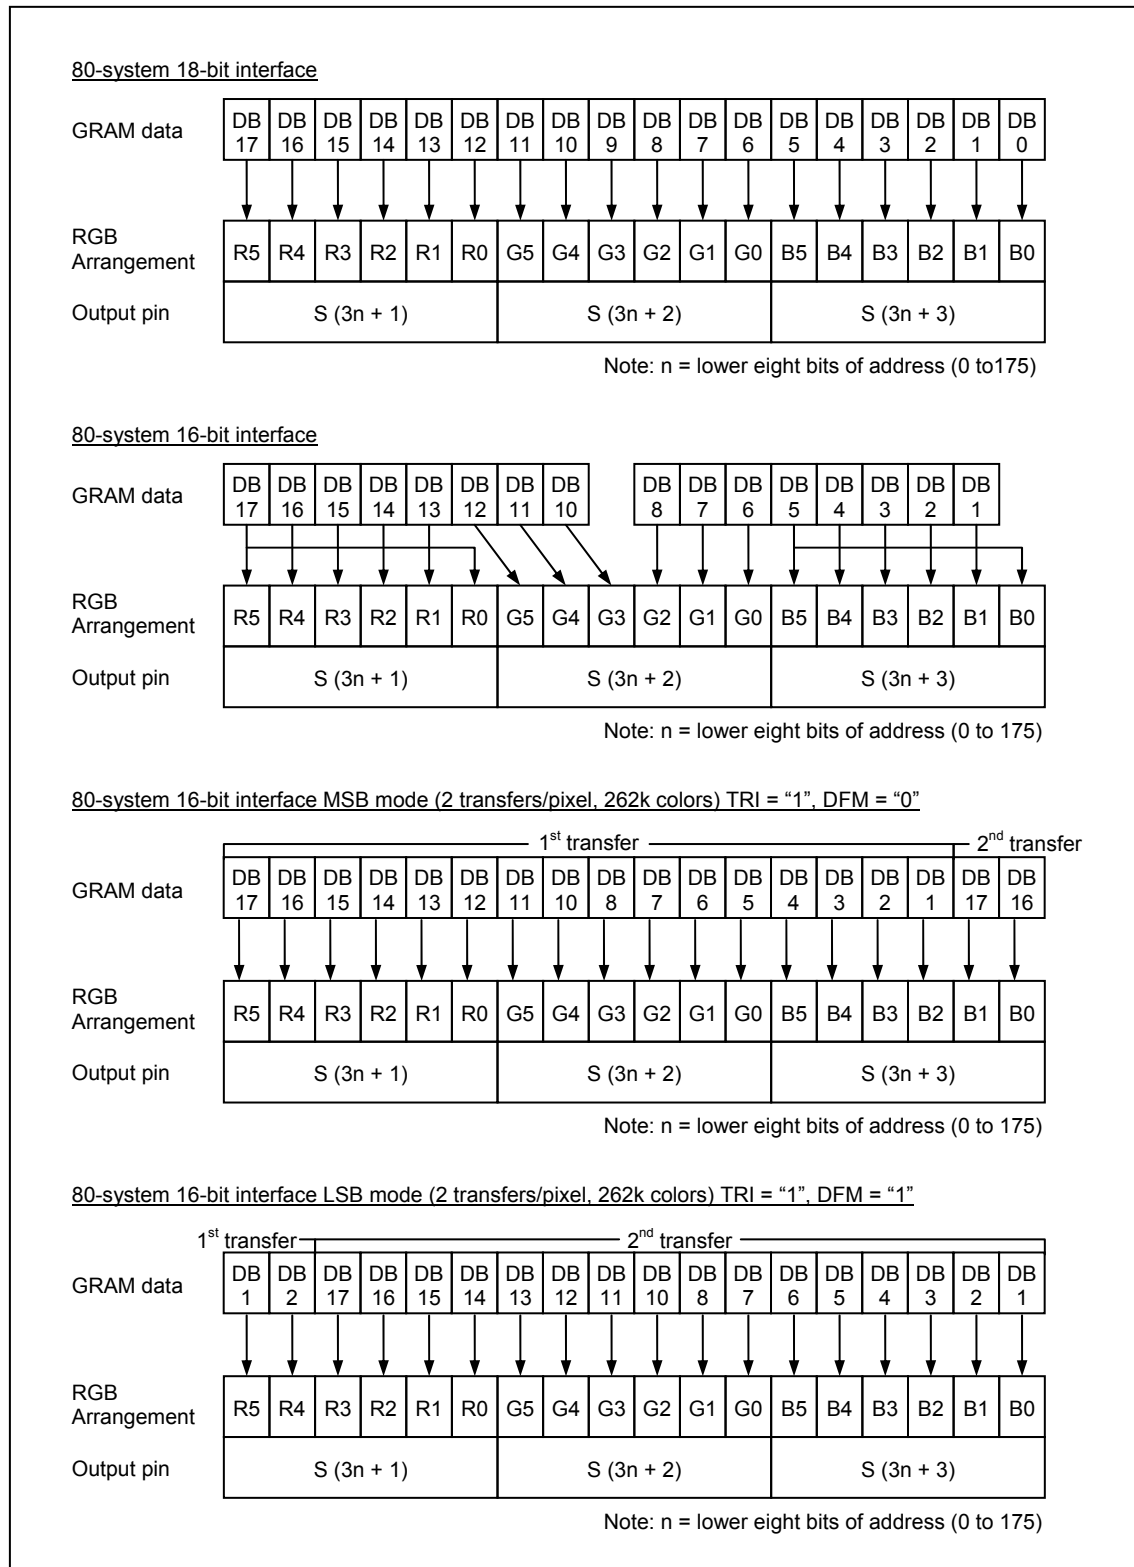 80-system 18-bit interface
GRAM data DB 17 DB 16 DB 15 DB 14 DB 13 DB 12 DB 11 DB 10 DB 9 DB 8 DB 7 DB 6 DB 5 DB 4 DB 3 DB 2 DB 1 DB 0
RGB Arrangement R5 R4 R3 R2 R1 R0 G5 G4 G3 G2 G1 G0 B5 B4 B3 B2 B1 B0
Output pin S (3n + 1) S (3n + 2) S (3n + 3)
Note: n = lower eight bits of address (0 to175)
80-system 16-bit interface
GRAM data DB 17 DB 16 DB 15 DB 14 DB 13 DB 12 DB 11 DB 10 DB 8 DB 7 DB 6 DB 5 DB 4 DB 3 DB 2 DB 1
RGB Arrangement R5 R4 R3 R2 R1 R0 G5 G4 G3 G2 G1 G0 B5 B4 B3 B2 B1 B0
Output pin S (3n + 1) S (3n + 2) S (3n + 3)
Note: n = lower eight bits of address (0 to 175)
80-system 16-bit interface MSB mode (2 transfers/pixel, 262k colors) TRI = “1”, DFM = “0”
1st transfer 2nd transfer
GRAM data DB 17 DB 16 DB 15 DB 14 DB 13 DB 12 DB 11 DB 10 DB 8 DB 7 DB 6 DB 5 DB 4 DB 3 DB 2 DB 1 DB 17 DB 16
RGB Arrangement R5 R4 R3 R2 R1 R0 G5 G4 G3 G2 G1 G0 B5 B4 B3 B2 B1 B0
Output pin S (3n + 1) S (3n + 2) S (3n + 3)
Note: n = lower eight bits of address (0 to 175)
80-system 16-bit interface LSB mode (2 transfers/pixel, 262k colors) TRI = “1”, DFM = “1”
1st transfer 2nd transfer
GRAM data DB 1 DB 2 DB 17 DB 16 DB 15 DB 14 DB 13 DB 12 DB 11 DB 10 DB 8 DB 7 DB 6 DB 5 DB 4 DB 3 DB 2 DB 1
RGB Arrangement R5 R4 R3 R2 R1 R0 G5 G4 G3 G2 G1 G0 B5 B4 B3 B2 B1 B0
Output pin S (3n + 1) S (3n + 2) S (3n + 3)
Note: n = lower eight bits of address (0 to 175)